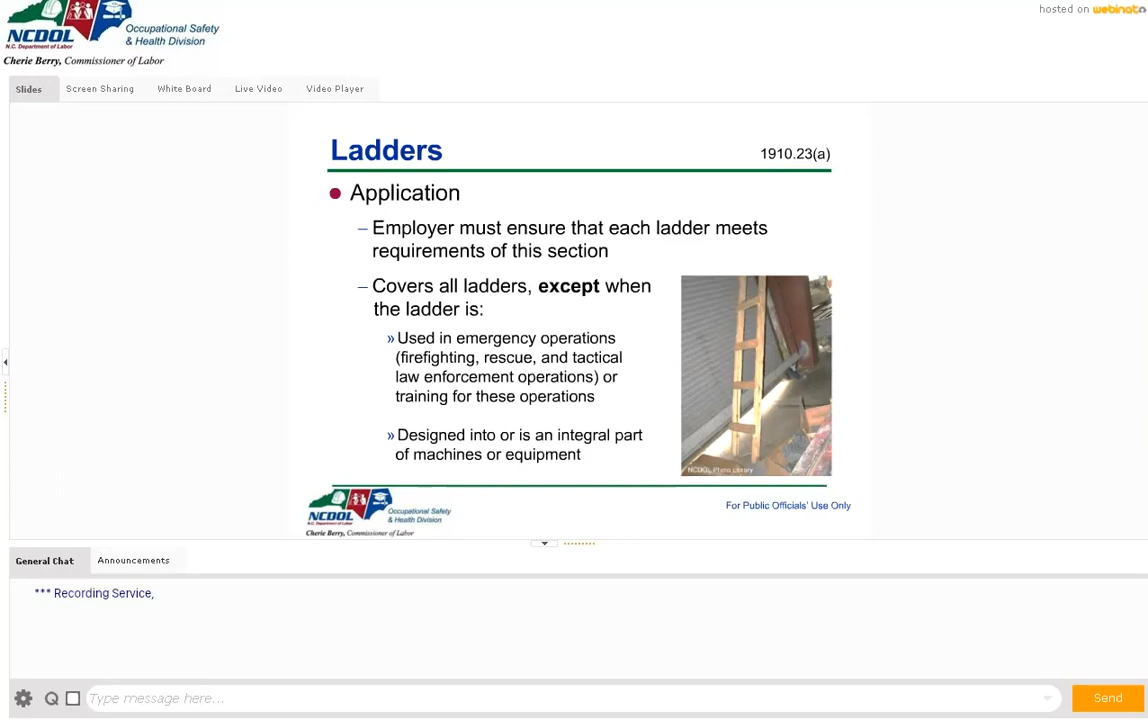 hosted on webinato
NCDOL
N.C. Department of Labor
Occupational Safety
& Health Division
Cherie Berry, Commissioner of Labor
Slides
Screen Sharing
White Board
Live Video
Video Player
Ladders
1910.23(a)
Application
– Employer must ensure that each ladder meets
requirements of this section
– Covers all ladders, except when
the ladder is:
» Used in emergency operations
(firefighting, rescue, and tactical
law enforcement operations) or
training for these operations
» Designed into or is an integral part
of machines or equipment
NCDOL Photo Library
NCDOL
N.C. Department of Labor
Occupational Safety
& Health Division
Cherie Berry, Commissioner of Labor
For Public Officials' Use Only
General Chat
Announcements
*** Recording Service,
Type message here...
Send